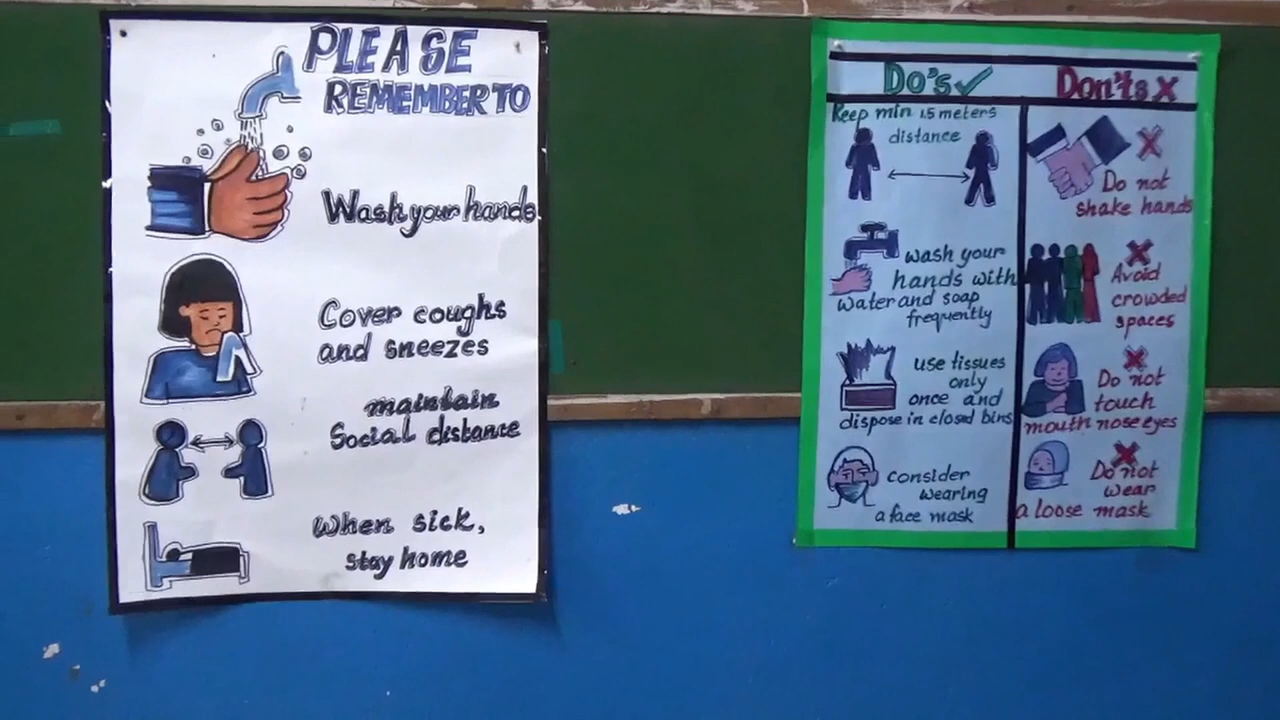 PLEASE
REMEMBER TO
Wash your hands
Cover coughs
and sneezes
maintain
Social distance
When sick,
stay home
Do's
Keep min 1.5 meters
distance
wash your
hands with
water and soap
frequently
use tissues
only
once and
dispose in closed bins
consider
wearing
a face mask
Don'ts
Do not
shake hands
Avoid
crowded
spaces
Do not
touch
mouth nose eyes
Do not
wear
a loose mask